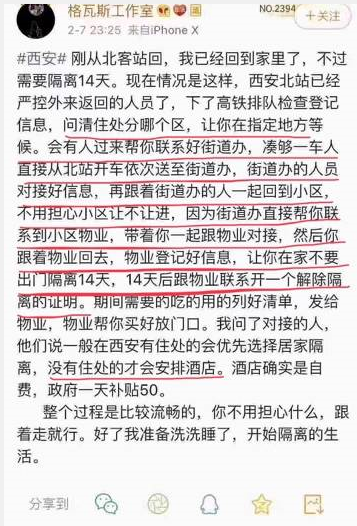 格瓦斯工作室
NO.2394
2-7 23:25 来自iPhone X
+关注
#西安# 刚从北客站回，我已经回到家里了，不过
需要隔离14天。现在情况是这样，西安北站已经
严控外来返回的人员了，下了高铁排队检查登记
信息，问清住处分哪个区，让你在指定地方等
候。会有人过来帮你联系好街道办，凑够一车人
直接从北站开车依次送至街道办，街道办的人员
对接好信息，再跟着街道办的人一起回到小区，
不用担心小区让不让进，因为街道办直接帮你联
系到小区物业，带着你一起跟物业对接，然后你
跟着物业回去，物业登记好信息，让你在家不要
出门隔离14天，14天后跟物业联系开一个解除隔
离的证明。期间需要的吃的用的列好清单，发给
物业，物业帮你买好放门口。我问了对接的人，
他们说一般在西安有住处的会优先选择居家隔
离，没有住处的才会安排酒店。酒店确实是自
费，政府一天补贴50。
整个过程是比较流畅的，你不用担心什么，跟
着走就行。好了我准备洗洗睡了，开始隔离的生
活。
分享到